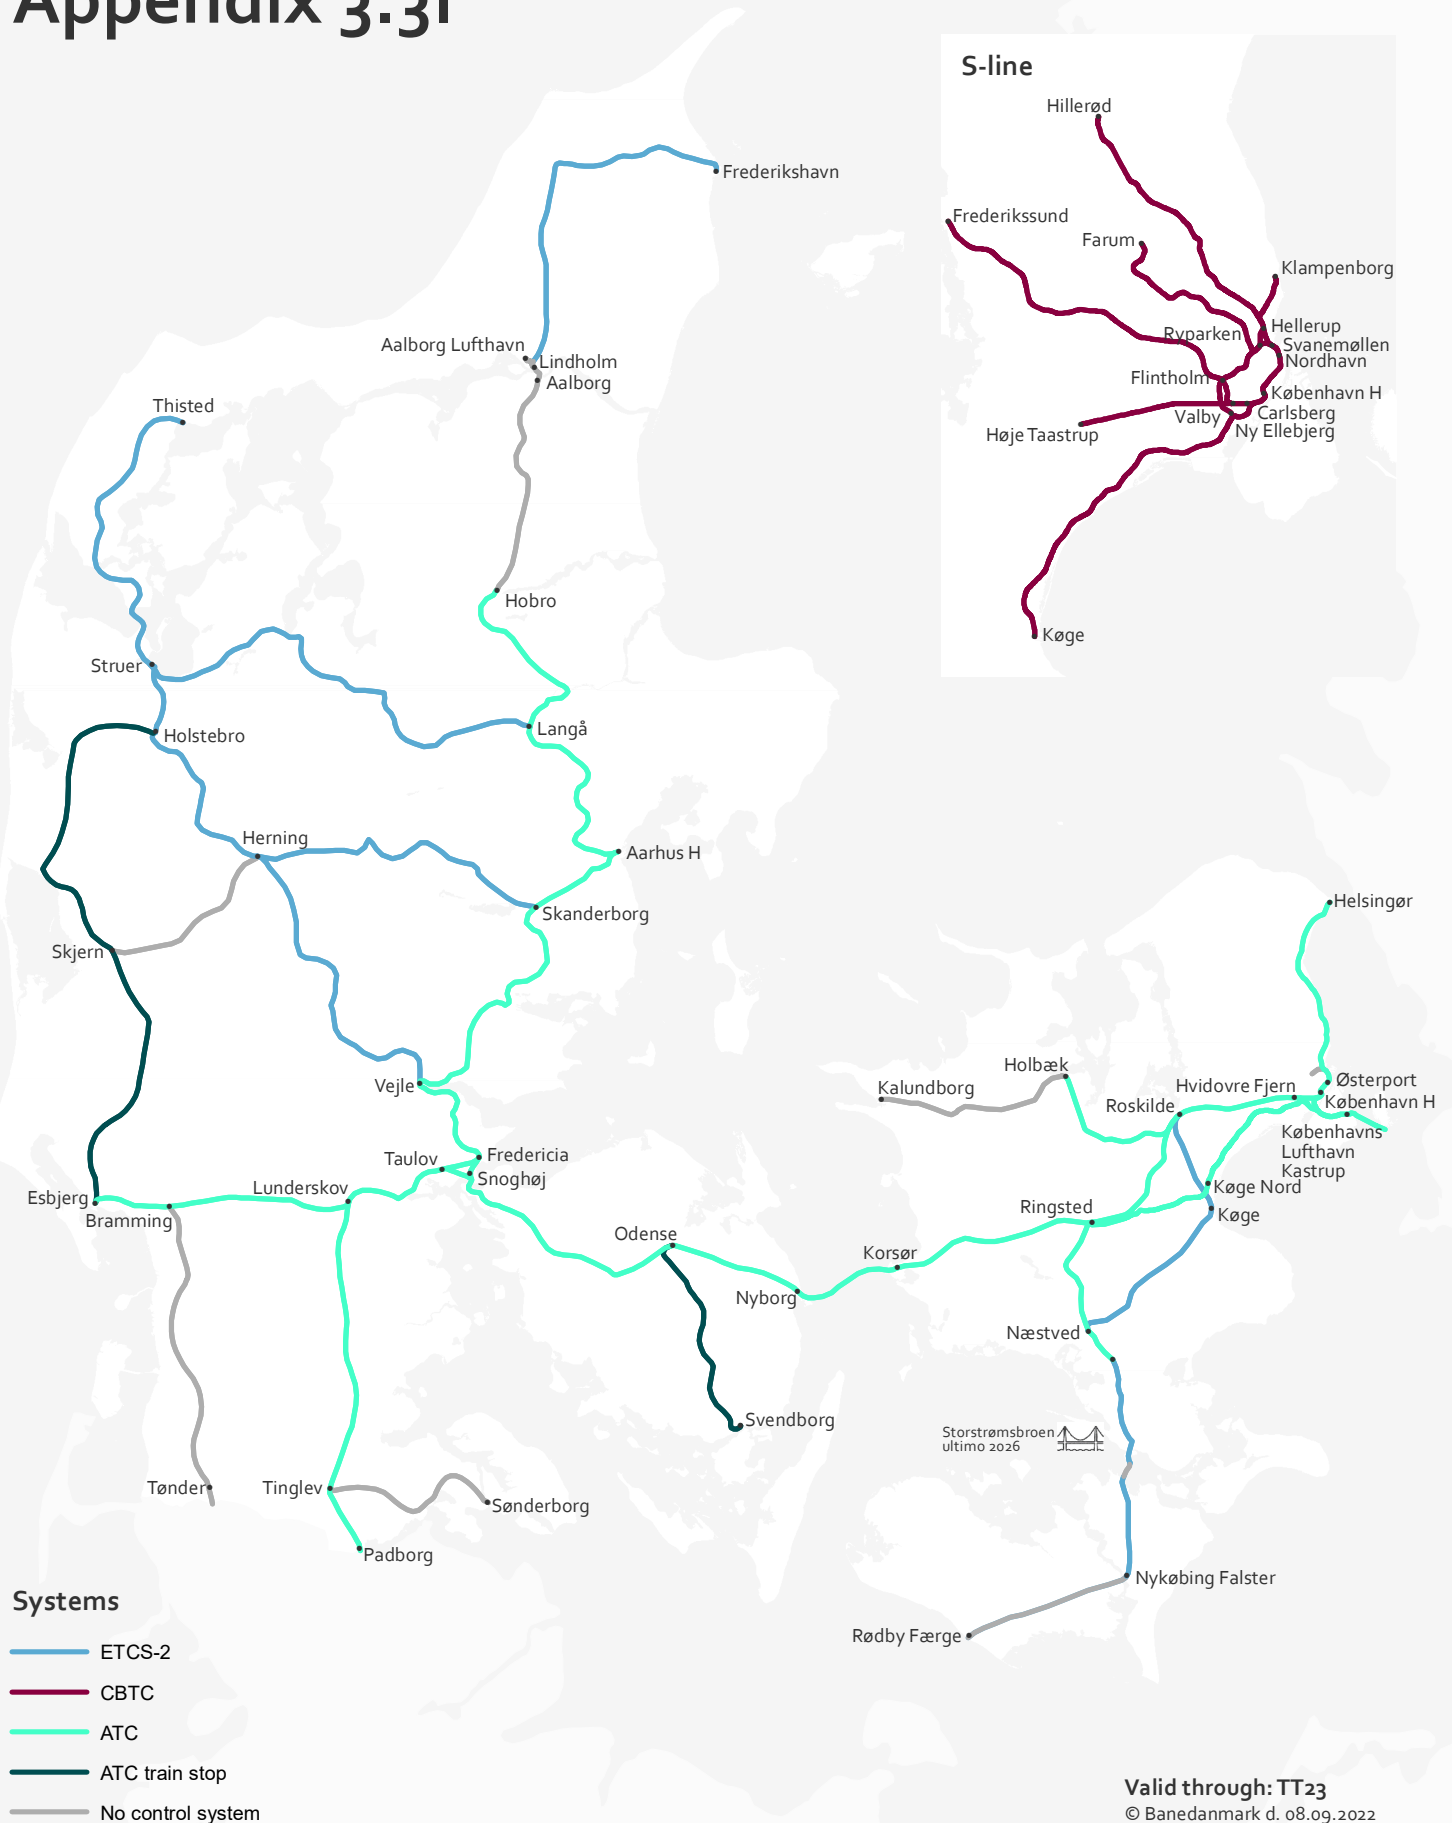 Appendix 3.3f
S-line
Hillerød
Frederikssund
Farum
Klampenborg
Hellerup
Ryparken
Svanemøllen
Nordhavn
Flintholm
København H
Carlsberg
Valby
Ny Ellebjerg
Høje Taastrup
Køge
Frederikshavn
Aalborg Lufthavn
Lindholm
Aalborg
Thisted
Hobro
Struer
Langå
Holstebro
Herning
Aarhus H
Skanderborg
Skjern
Helsingør
Holbæk
Kalundborg
Vejle
Hvidovre Fjern
Østerport
København H
Roskilde
Københavns
Lufthavn
Kastrup
Fredericia
Taulov
Snoghøj
Lunderskov
Esbjerg
Bramming
Køge Nord
Køge
Ringsted
Odense
Korsør
Nyborg
Næstved
Svendborg
Storstrømsbroen
ultimo 2026
Tønder
Tinglev
Sønderborg
Padborg
Nykøbing Falster
Rødby Færge
Systems
ETCS-2
CBTC
ATC
ATC train stop
No control system
Valid through: TT23
© Banedanmark d. 08.09.2022